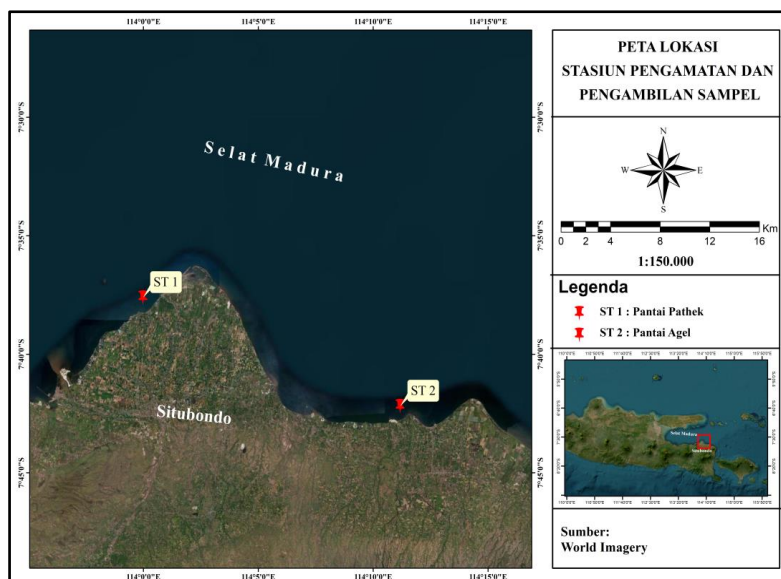 114°0'0"E 114°5'0"E 114°10'0"E 114°15'0"E
7°30'0"S 7°30'0"S
7°35'0"S 7°35'0"S
7°40'0"S 7°40'0"S
7°45'0"S 7°45'0"S
Selat Madura
ST 1
ST 2
Situbondo
114°0'0"E 114°5'0"E 114°10'0"E 114°15'0"E
PETA LOKASI
STASIUN PENGAMATAN DAN
PENGAMBILAN SAMPEL
N
W E
S
0 2 4 8 12 16 Km
1:150.000
Legenda
ST 1 : Pantai Pathek
ST 2 : Pantai Agel
Selat Madura
Situbondo
Sumber:
World Imagery